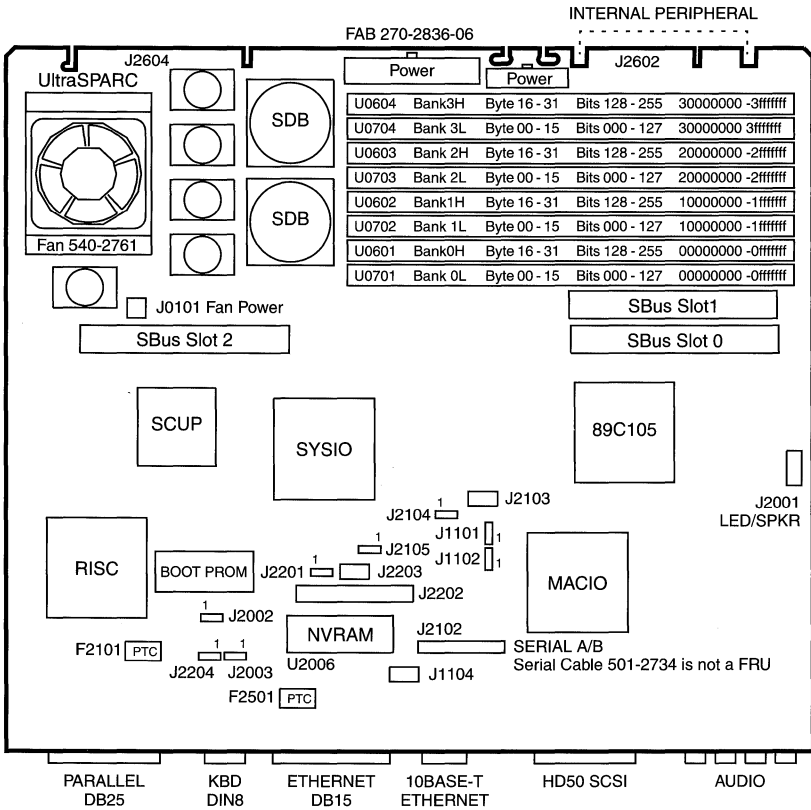 INTERNAL PERIPHERAL
FAB 270-2836-06
J2604
J2602
UltraSPARC
Power
Power
SDB
SDB
U0604 Bank3H Byte 16 - 31 Bits 128 - 255 30000000 -3fffffff
U0704 Bank 3L Byte 00 - 15 Bits 000 - 127 30000000 3fffffff
U0603 Bank 2H Byte 16 - 31 Bits 128 - 255 20000000 -2fffffff
U0703 Bank 2L Byte 00 - 15 Bits 000 - 127 20000000 -2fffffff
U0602 Bank1H Byte 16 - 31 Bits 128 - 255 10000000 -1fffffff
U0702 Bank 1L Byte 00 - 15 Bits 000 - 127 10000000 -1fffffff
U0601 Bank0H Byte 16 - 31 Bits 128 - 255 00000000 -0fffffff
U0701 Bank 0L Byte 00 - 15 Bits 000 - 127 00000000 -0fffffff
Fan 540-2761
J0101 Fan Power
SBus Slot1
SBus Slot 2
SBus Slot 0
SCUP
SYSIO
89C105
J2001
LED/SPKR
J2103
1
J2104
J1101 1
1
J2105
J1102 1
RISC
BOOT PROM
1
J2201
J2203
MACIO
J2202
1
J2002
NVRAM
J2102
U2006
F2101 PTC
1
1
J2204
J2003
SERIAL A/B
Serial Cable 501-2734 is not a FRU
J1104
F2501 PTC
PARALLEL
DB25
KBD
DIN8
ETHERNET
DB15
10BASE-T
ETHERNET
HD50 SCSI
AUDIO